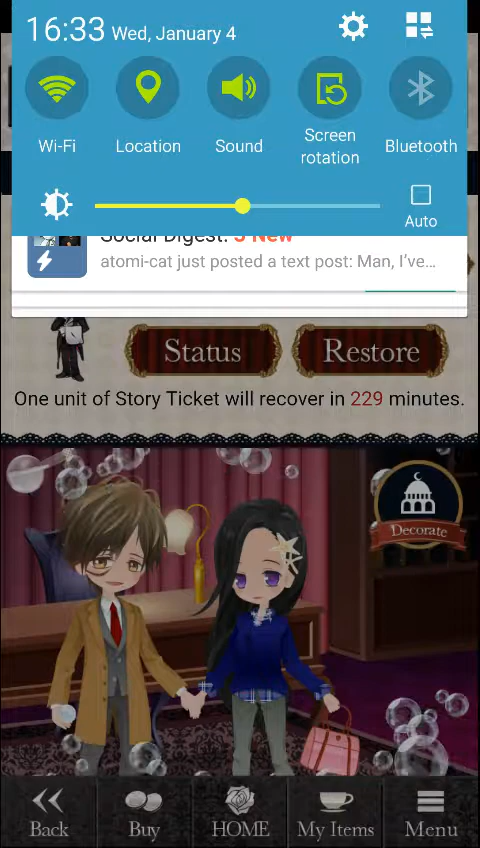 16:33 Wed, January 4
Wi-Fi
Location
Sound
Screen
rotation
Bluetooth
Auto
Social Digest: 3 New
atomi-cat just posted a text post: Man, I've...
Status
Restore
One unit of Story Ticket will recover in 229 minutes.
Decorate
Back
Buy
HOME
My Items
Menu